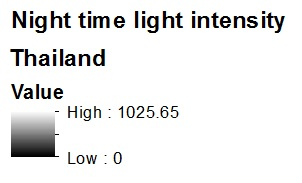 Night time light intensity
Thailand
Value
High : 1025.65
Low : 0